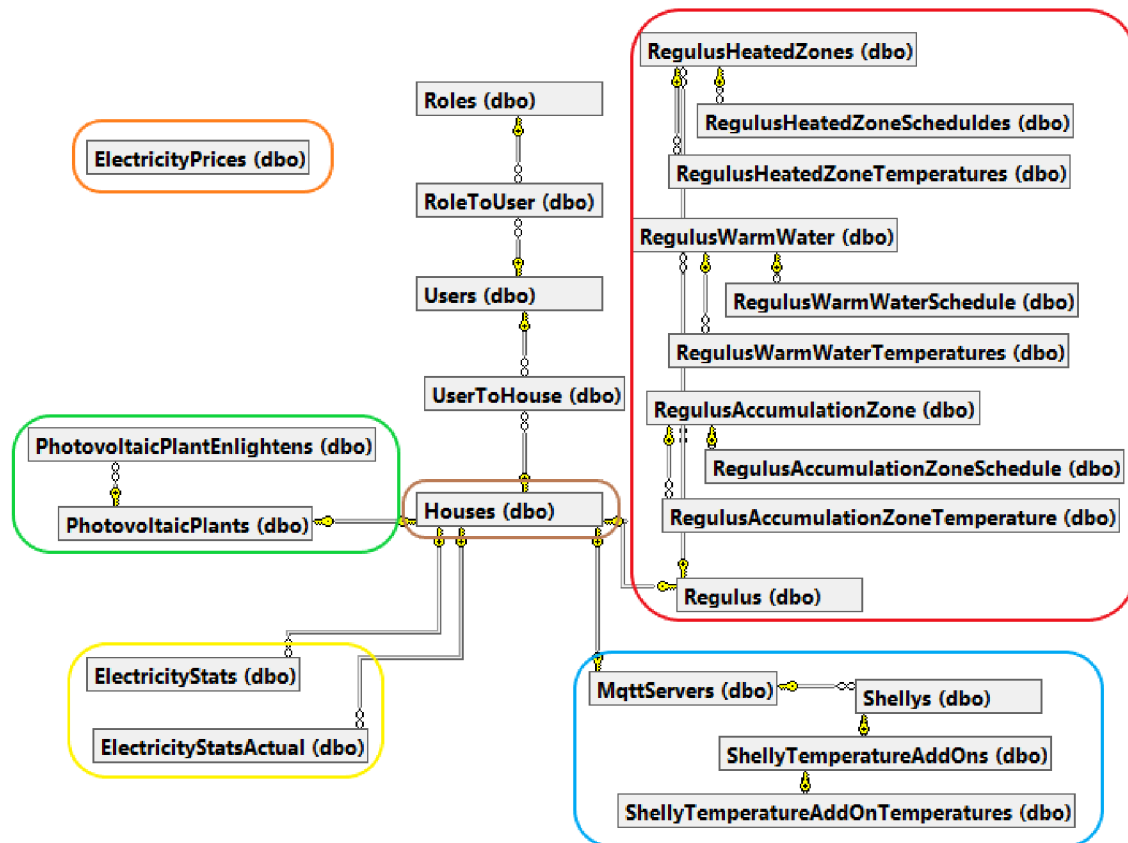 RegulusHeatedZones (dbo)
Roles (dbo)
RegulusHeatedZoneScheduldes (dbo)
ElectricityPrices (dbo)
RegulusHeatedZoneTemperatures (dbo)
RoleToUser (dbo)
RegulusWarmWater (dbo)
Users (dbo)
RegulusWarmWaterSchedule (dbo)
RegulusWarmWaterTemperatures (dbo)
UserToHouse (dbo)
RegulusAccumulationZone (dbo)
PhotovoltaicPlantEnlightens (dbo)
RegulusAccumulationZoneSchedule (dbo)
Houses (dbo)
PhotovoltaicPlants (dbo)
RegulusAccumulationZoneTemperature (dbo)
Regulus (dbo)
ElectricityStats (dbo)
MqttServers (dbo)
Shellys (dbo)
ElectricityStatsActual (dbo)
ShellyTemperatureAddOns (dbo)
ShellyTemperatureAddOnTemperatures (dbo)